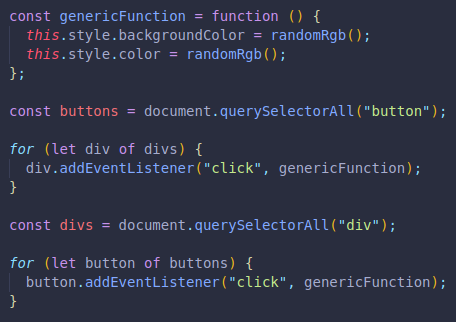 const genericFunction = function () {
  this.style.backgroundColor = randomRgb();
  this.style.color = randomRgb();
};

const buttons = document.querySelectorAll("button");

for (let div of divs) {
  div.addEventListener("click", genericFunction);
}

const divs = document.querySelectorAll("div");

for (let button of buttons) {
  button.addEventListener("click", genericFunction);
}